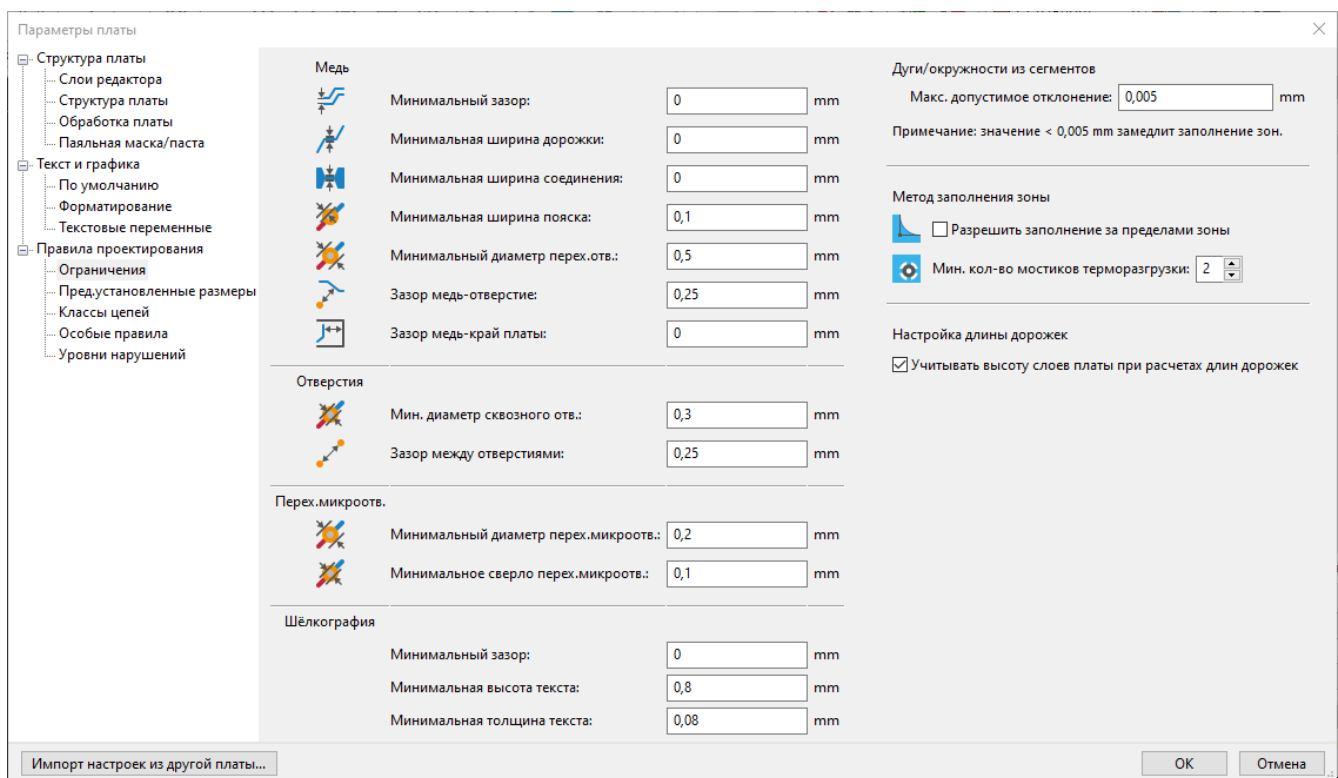 Параметры платы
Структура платы
Слои редактора
Структура платы
Обработка платы
Паяльная маска/паста
Текст и графика
По умолчанию
Форматирование
Текстовые переменные
Правила проектирования
Ограничения
Пред.установленные размеры
Классы цепей
Особые правила
Уровни нарушений
Медь
Минимальный зазор: 0 mm
Минимальная ширина дорожки: 0 mm
Минимальная ширина соединения: 0 mm
Минимальная ширина пояска: 0,1 mm
Минимальный диаметр перех.отв.: 0,5 mm
Зазор медь-отверстие: 0,25 mm
Зазор медь-край платы: 0 mm
Отверстия
Мин. диаметр сквозного отв.: 0,3 mm
Зазор между отверстиями: 0,25 mm
Перех.микроотв.
Минимальный диаметр перех.микроотв.: 0,2 mm
Минимальное сверло перех.микроотв.: 0,1 mm
Шёлкография
Минимальный зазор: 0 mm
Минимальная высота текста: 0,8 mm
Минимальная толщина текста: 0,08 mm
Дуги/окружности из сегментов
Макс. допустимое отклонение: 0,005 mm
Примечание: значение < 0,005 mm замедлит заполнение зон.
Метод заполнения зоны
Разрешить заполнение за пределами зоны
Мин. кол-во мостиков терморазгрузки: 2
Настройка длины дорожек
Учитывать высоту слоев платы при расчетах длин дорожек
Импорт настроек из другой платы...
OK
Отмена